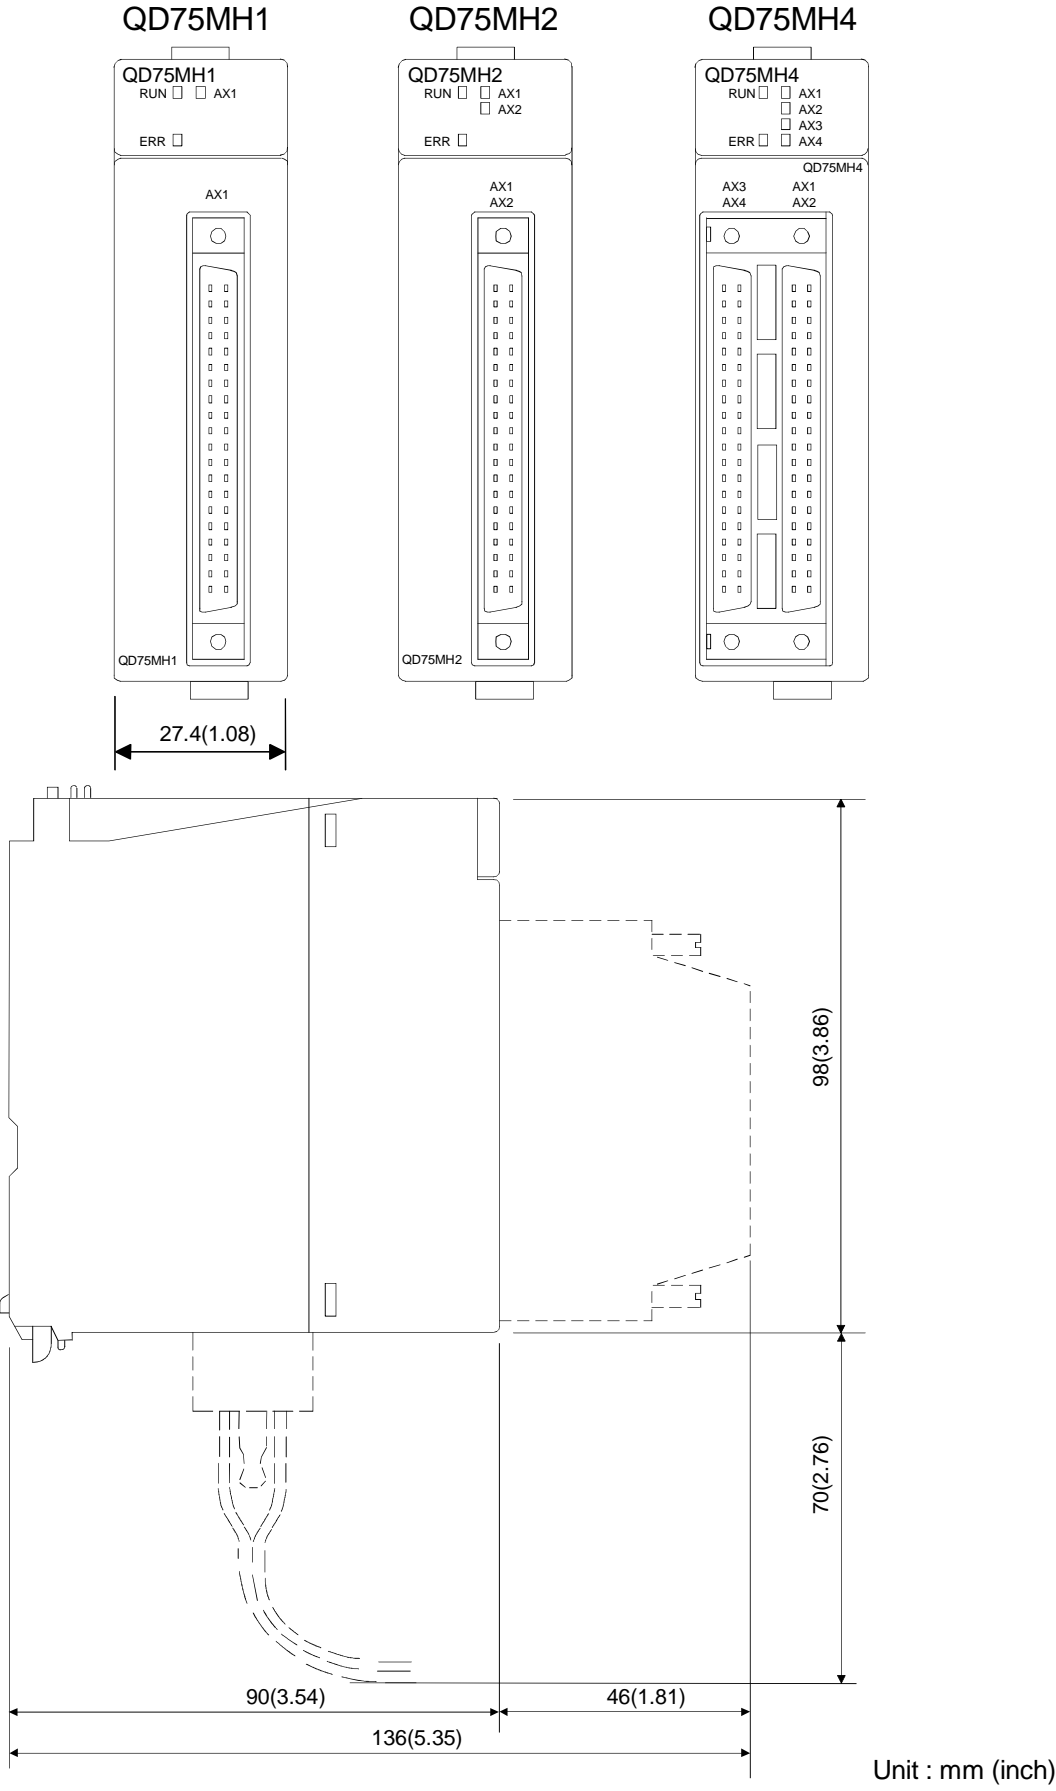 QD75MH1
QD75MH2
QD75MH4
QD75MH1
RUN AX1
ERR
AX1
QD75MH1
QD75MH2
RUN AX1
AX2
ERR
AX1
AX2
QD75MH2
QD75MH4
RUN AX1
AX2
AX3
ERR AX4
QD75MH4
AX3 AX1
AX4 AX2
27.4(1.08)
98(3.86)
70(2.76)
90(3.54)
46(1.81)
136(5.35)
Unit : mm (inch)